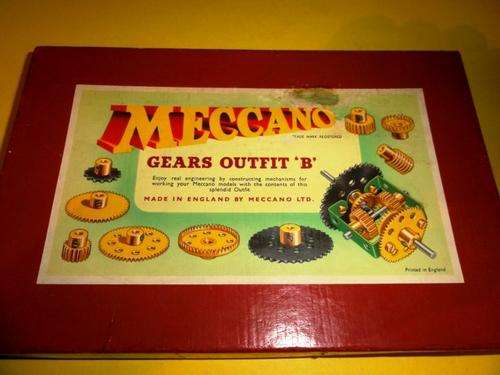 MECCANO
TRADE MARK REGISTERED
GEARS OUTFIT 'B'
Enjoy real engineering by constructing mechanisms for
working your Meccano models with the contents of this
splendid Outfit.
MADE IN ENGLAND BY MECCANO LTD.
Printed in England